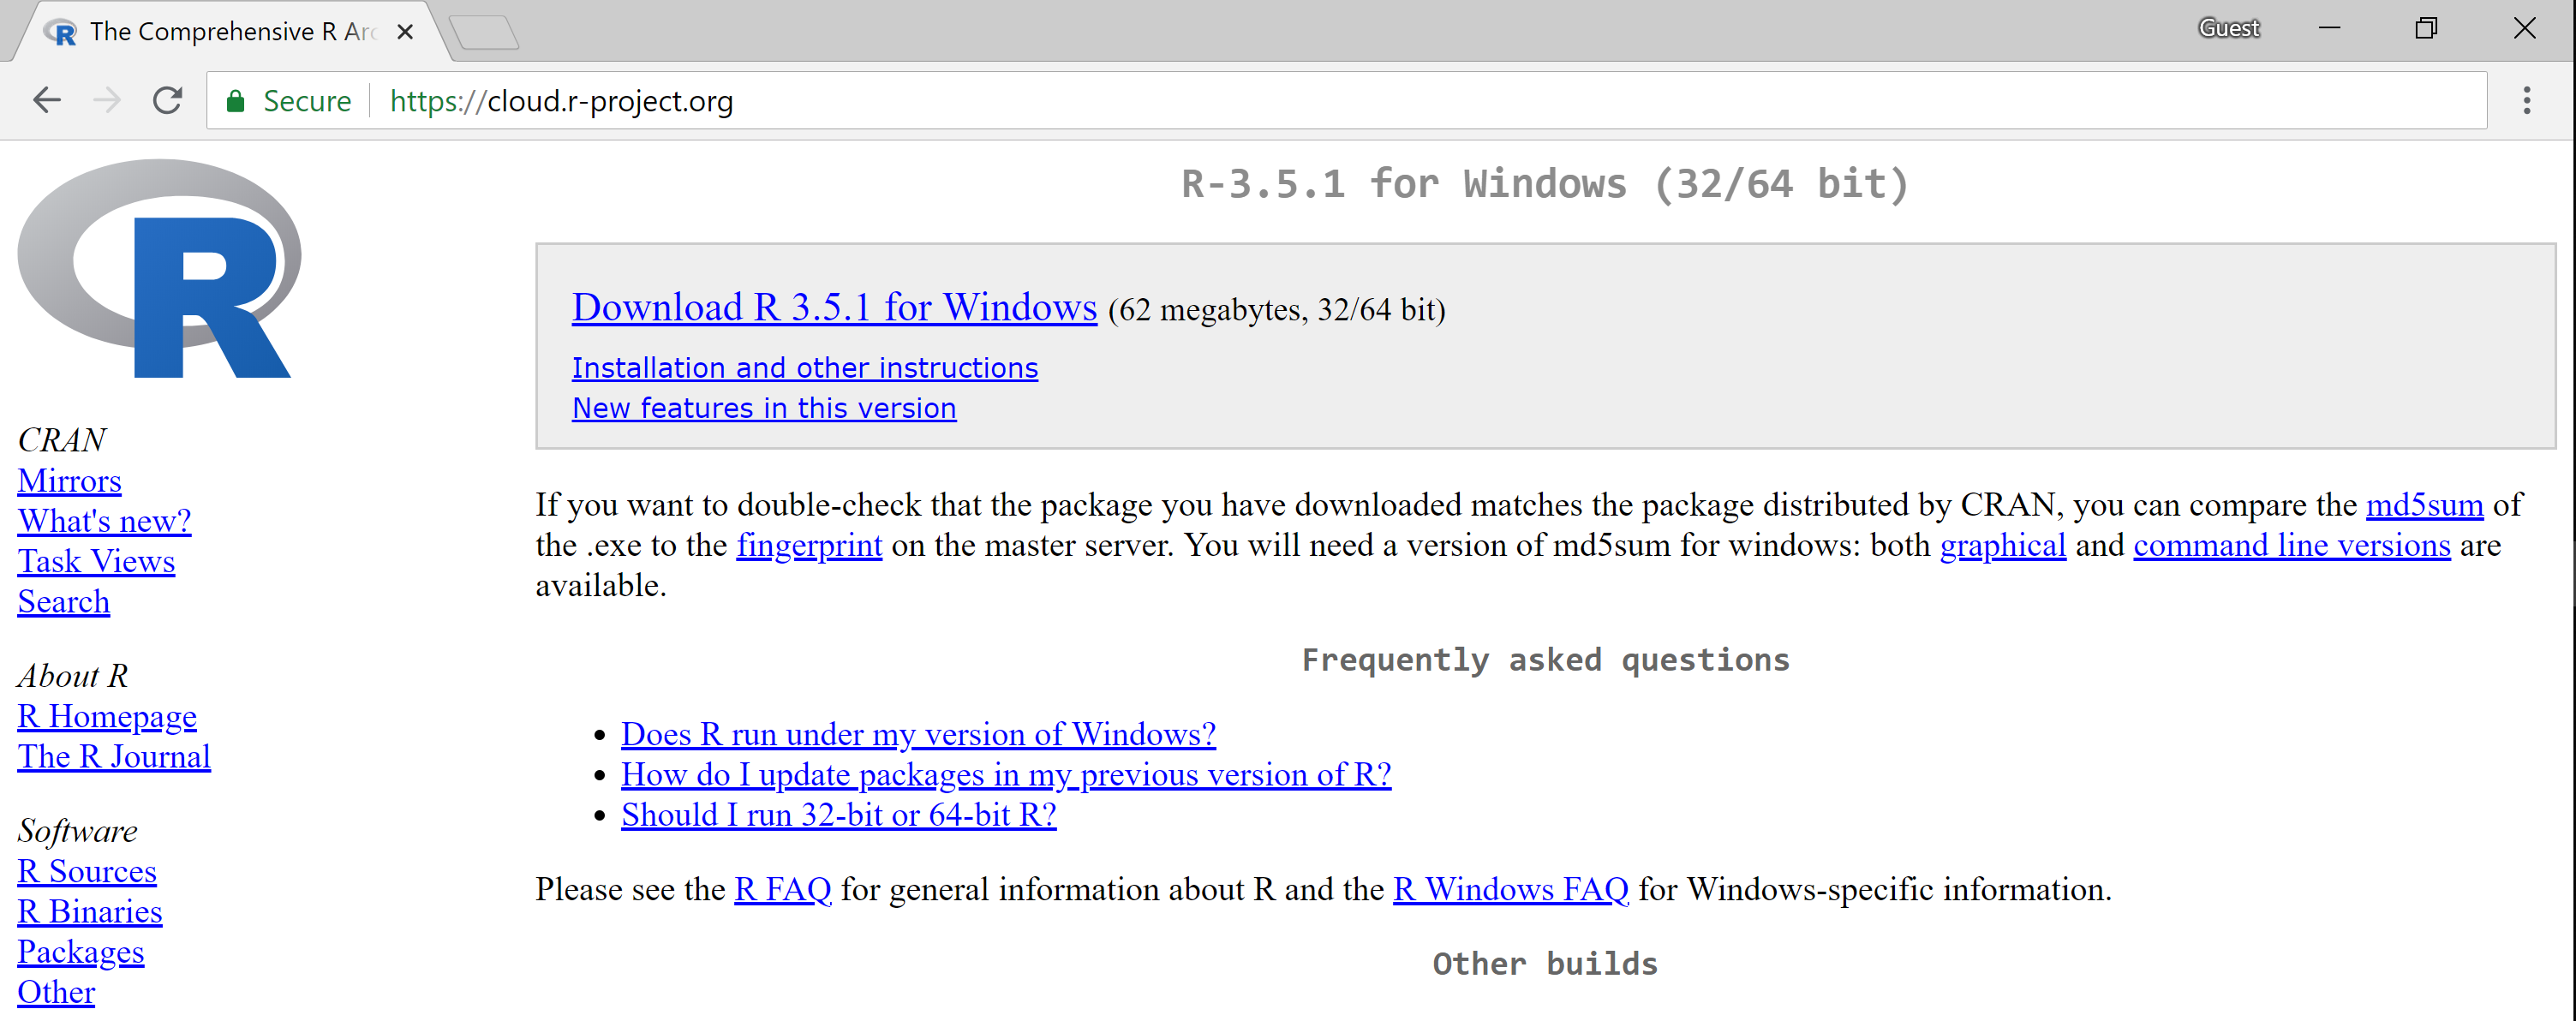 The Comprehensive R Arc
Guest
Secure
https://cloud.r-project.org
R
CRAN
Mirrors
What's new?
Task Views
Search
About R
R Homepage
The R Journal
Software
R Sources
R Binaries
Packages
Other
R-3.5.1 for Windows (32/64 bit)
Download R 3.5.1 for Windows (62 megabytes, 32/64 bit)
Installation and other instructions
New features in this version
If you want to double-check that the package you have downloaded matches the package distributed by CRAN, you can compare the md5sum of
the .exe to the fingerprint on the master server. You will need a version of md5sum for windows: both graphical and command line versions are
available.
Frequently asked questions
Does R run under my version of Windows?
How do I update packages in my previous version of R?
Should I run 32-bit or 64-bit R?
Please see the R FAQ for general information about R and the R Windows FAQ for Windows-specific information.
Other builds